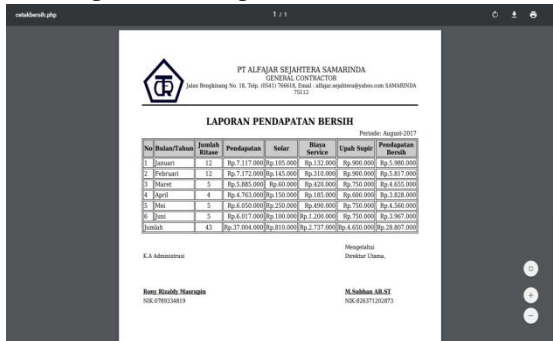 cetakbersih.php
1 / 1
PT ALFAJAR SEJAHTERA SAMARINDA
GENERAL CONTRACTOR
Jalan Bengkinang No. 18, Telp. (0541) 766618, Email : alfajar.sejahtera@yahoo.com SAMARINDA
75112
LAPORAN PENDAPATAN BERSIH
Periode: August-2017
No Bulan/Tahun Jumlah Ritase Pendapatan Solar Biaya Service Upah Supir Pendapatan Bersih
1 Januari 12 Rp.7.117.000 Rp.105.000 Rp.132.000 Rp.900.000 Rp.5.980.000
2 Februari 12 Rp.7.172.000 Rp.145.000 Rp.310.000 Rp.900.000 Rp.5.817.000
3 Maret 5 Rp.5.885.000 Rp.60.000 Rp.420.000 Rp.750.000 Rp.4.655.000
4 April 4 Rp.4.763.000 Rp.150.000 Rp.185.000 Rp.600.000 Rp.3.828.000
5 Mei 5 Rp.6.050.000 Rp.250.000 Rp.490.000 Rp.750.000 Rp.4.560.000
6 Juni 5 Rp.6.017.000 Rp.100.000 Rp.1.200.000 Rp.750.000 Rp.3.967.000
Jumlah 43 Rp.37.004.000 Rp.810.000 Rp.2.737.000 Rp.4.650.000 Rp.28.807.000
Mengetahui
K.A Administrasi Direktur Utama,
Rony Rizaldy Masrupin M.Subhan AB.ST
NIK:0789334819 NIK:026371202873